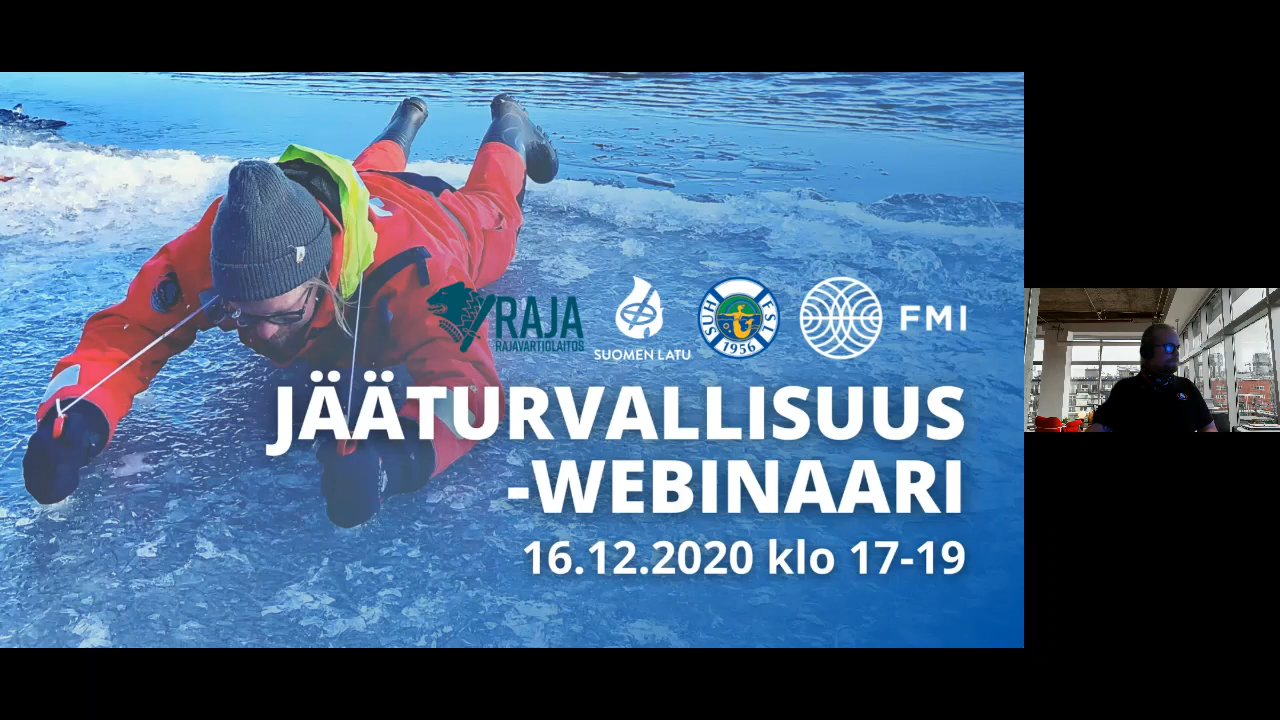 RAJA
RAJAVARTIOLAITOS
SUOMEN LATU
SUH FSL
1956
FMI
JÄÄTURVALLISUUS
-WEBINAARI
16.12.2020 klo 17-19